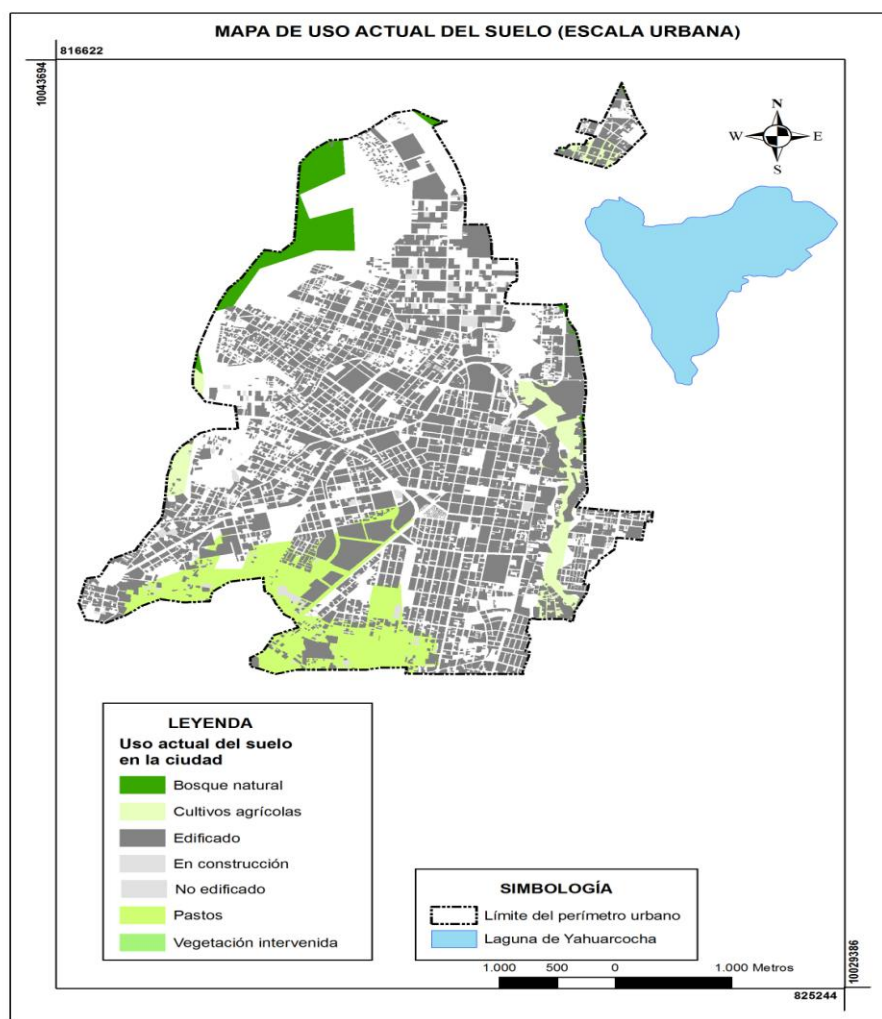 MAPA DE USO ACTUAL DEL SUELO (ESCALA URBANA)
816622
10043694
N
W E
S
LEYENDA
Uso actual del suelo
en la ciudad
Bosque natural
Cultivos agrícolas
Edificado
En construcción
No edificado
Pastos
Vegetación intervenida
SIMBOLOGÍA
Límite del perímetro urbano
Laguna de Yahuarcocha
1.000 500 0 1.000 Metros
10029386
825244